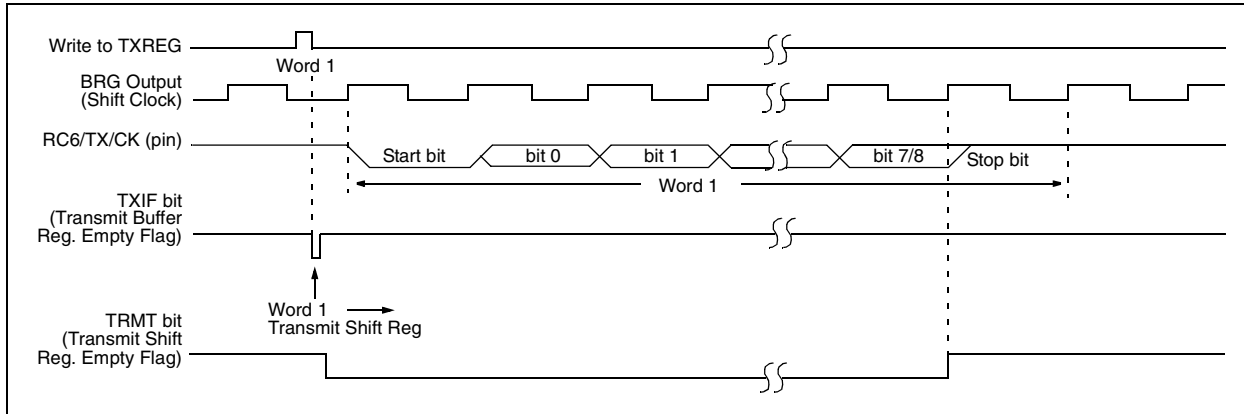 Write to TXREG
Word 1
BRG Output
(Shift Clock)
RC6/TX/CK (pin)
Start bit
bit 0
bit 1
bit 7/8
Stop bit
Word 1
TXIF bit
(Transmit Buffer
Reg. Empty Flag)
Word 1
Transmit Shift Reg
TRMT bit
(Transmit Shift
Reg. Empty Flag)